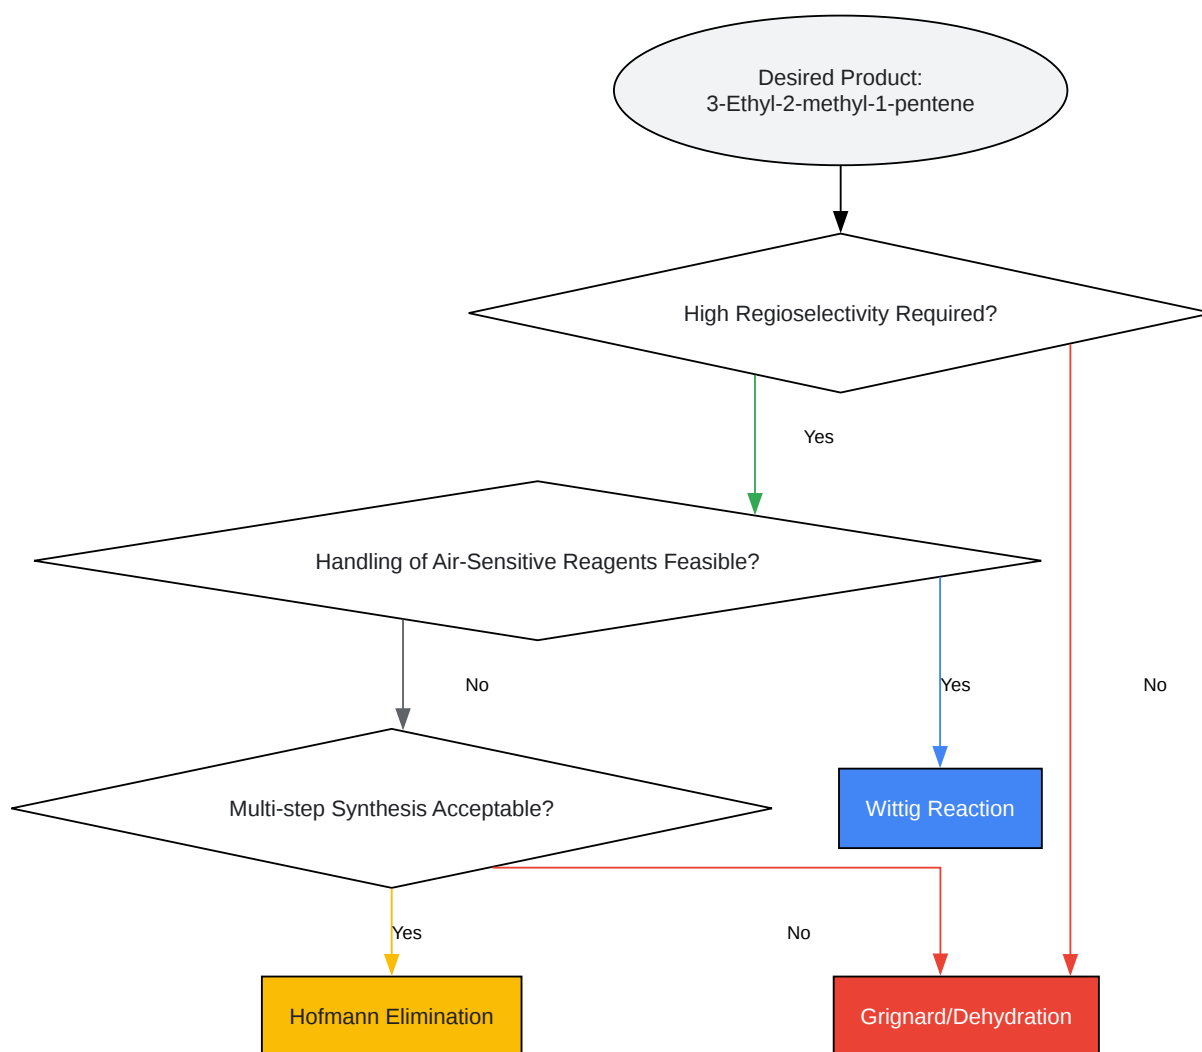 Desired Product:
3-Ethyl-2-methyl-1-pentene
High Regioselectivity Required?
Yes
Handling of Air-Sensitive Reagents Feasible?
No
Yes
No
Multi-step Synthesis Acceptable?
Wittig Reaction
Yes
No
Hofmann Elimination
Grignard/Dehydration